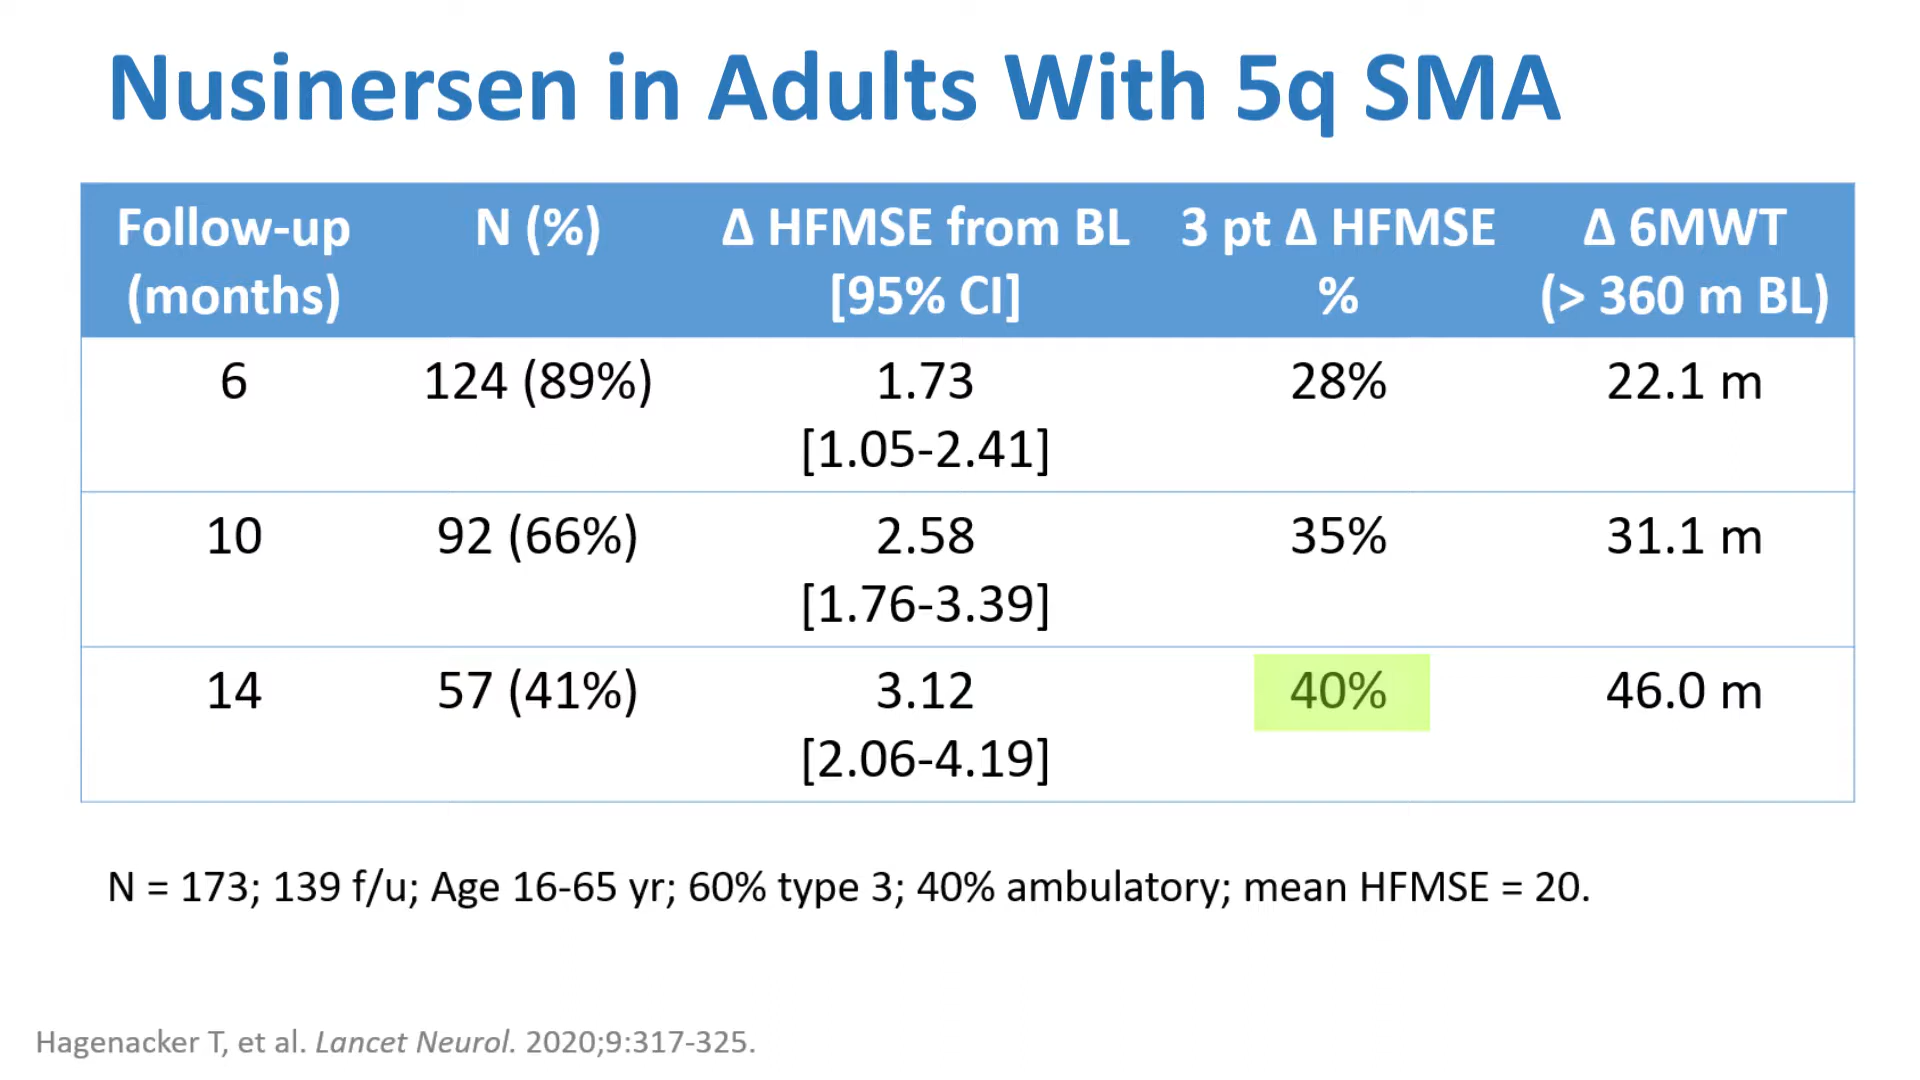 Nusinersen in Adults With 5q SMA
Follow-up (months) N (%) Δ HFMSE from BL [95% CI] 3 pt Δ HFMSE % Δ 6MWT (> 360 m BL)
6 124 (89%) 1.73 [1.05-2.41] 28% 22.1 m
10 92 (66%) 2.58 [1.76-3.39] 35% 31.1 m
14 57 (41%) 3.12 [2.06-4.19] 40% 46.0 m
N = 173; 139 f/u; Age 16-65 yr; 60% type 3; 40% ambulatory; mean HFMSE = 20.
Hagenacker T, et al. Lancet Neurol. 2020;9:317-325.